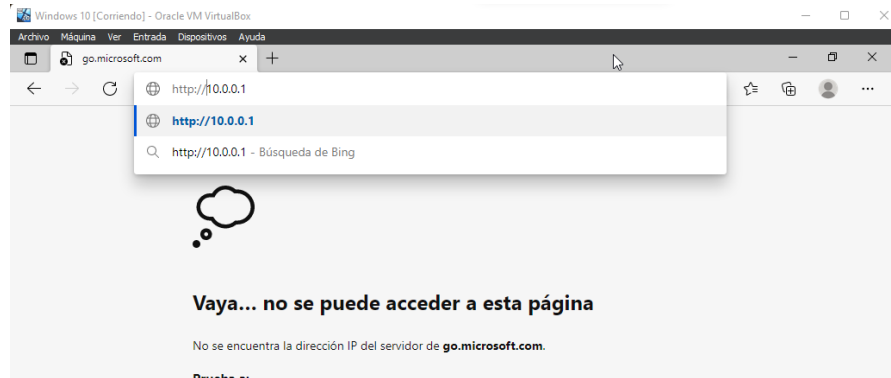 Windows 10 [Corriendo] - Oracle VM VirtualBox
Archivo Máquina Ver Entrada Dispositivos Ayuda
go.microsoft.com
http://10.0.0.1
http://10.0.0.1
http://10.0.0.1 - Búsqueda de Bing
Vaya... no se puede acceder a esta página
No se encuentra la dirección IP del servidor de go.microsoft.com.